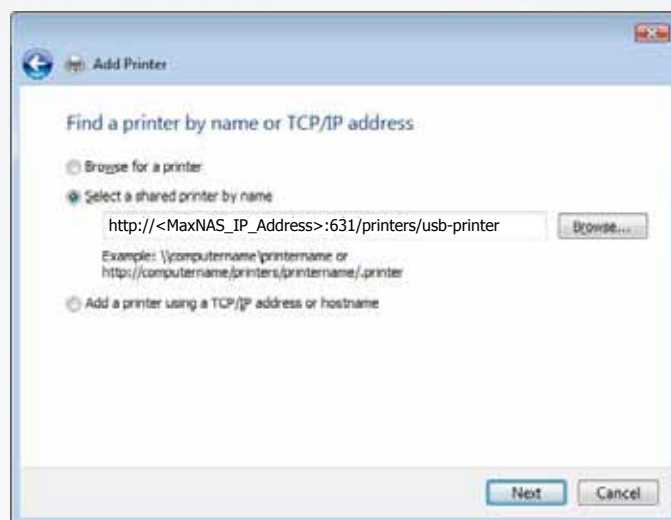 Add Printer
Find a printer by name or TCP/IP address
Browse for a printer
Select a shared printer by name
http://<MaxNAS_IP_Address>:631/printers/usb-printer
Browse...
Example: \\computername\printername or
http://computername/printers/printername/.printer
Add a printer using a TCP/IP address or hostname
Next
Cancel